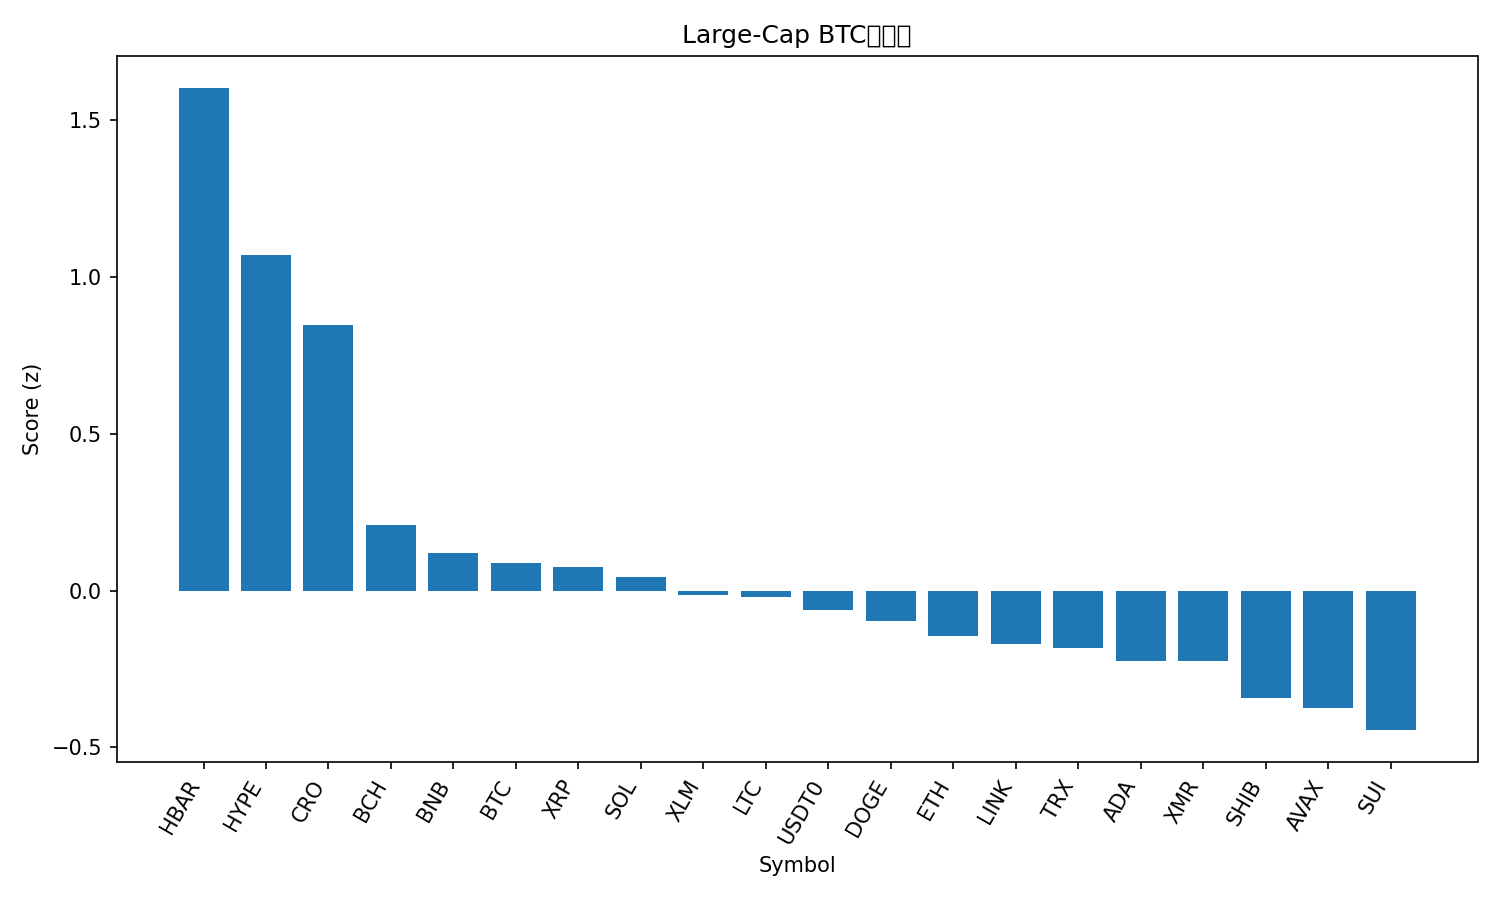 Large-Cap BTC
1.5
1.0
0.5
0.0
−0.5
Score (z)
HBAR
HYPE
CRO
BCH
BNB
BTC
XRP
SOL
XLM
LTC
USDT0
DOGE
ETH
LINK
TRX
ADA
XMR
SHIB
AVAX
SUI
Symbol